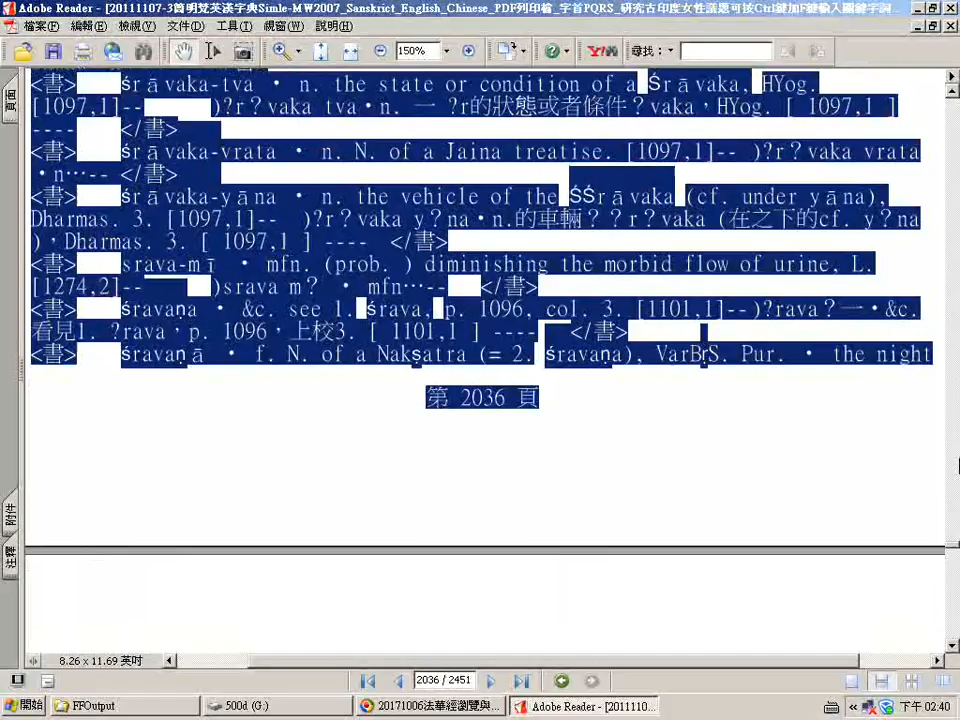 Adobe Reader - [20111107-3簡明梵英漢字典Simle-MW2007_Sanskrict_English_Chinese_PDF列印檔_字首PQRS_研究古印度女性議題可按Ctrl鍵加F鍵輸入關鍵字詞...
檔案(F) 編輯(E) 檢視(V) 文件(D) 工具(T) 視窗(W) 說明(H)
150% Y! 尋找：
頁面
<書> śrāvaka-tva • n. the state or condition of a Śrāvaka, HYog.
[1097,1]-- )?r？vaka tva•n. 一 ?r的狀態或者條件？vaka，HYog. [ 1097,1 ]
---- </書>
<書> śrāvaka-vrata • n. N. of a Jaina treatise. [1097,1]-- )?r？vaka vrata
•n…-- </書>
<書> śrāvaka-yāna • n. the vehicle of the ŚŚrāvaka (cf. under yāna),
Dharmas. 3. [1097,1]-- )?r？vaka y?na•n.的車輛？？r？vaka (在之下的cf. y?na
)，Dharmas. 3. [ 1097,1 ] ---- </書>
<書> srava-mī • mfn. (prob. ) diminishing the morbid flow of urine, L.
[1274,2]-- )srava m？ • mfn…-- </書>
<書> śravaṇa • &c. see 1. śrava, p. 1096, col. 3. [1101,1]--)?rava？一•&c.
看見1. ?rava，p. 1096，上校3. [ 1101,1 ] ---- </書>
<書> śravaṇā • f. N. of a Nakṣatra (= 2. śravaṇa), VarBṛS. Pur. • the night
第 2036 頁
附件
注釋
8.26 x 11.69 英吋
2036 / 2451
開始 FFOutput 500d (G:) 20171006法華經瀏覽與... Adobe Reader - [2011110... 下午 02:40